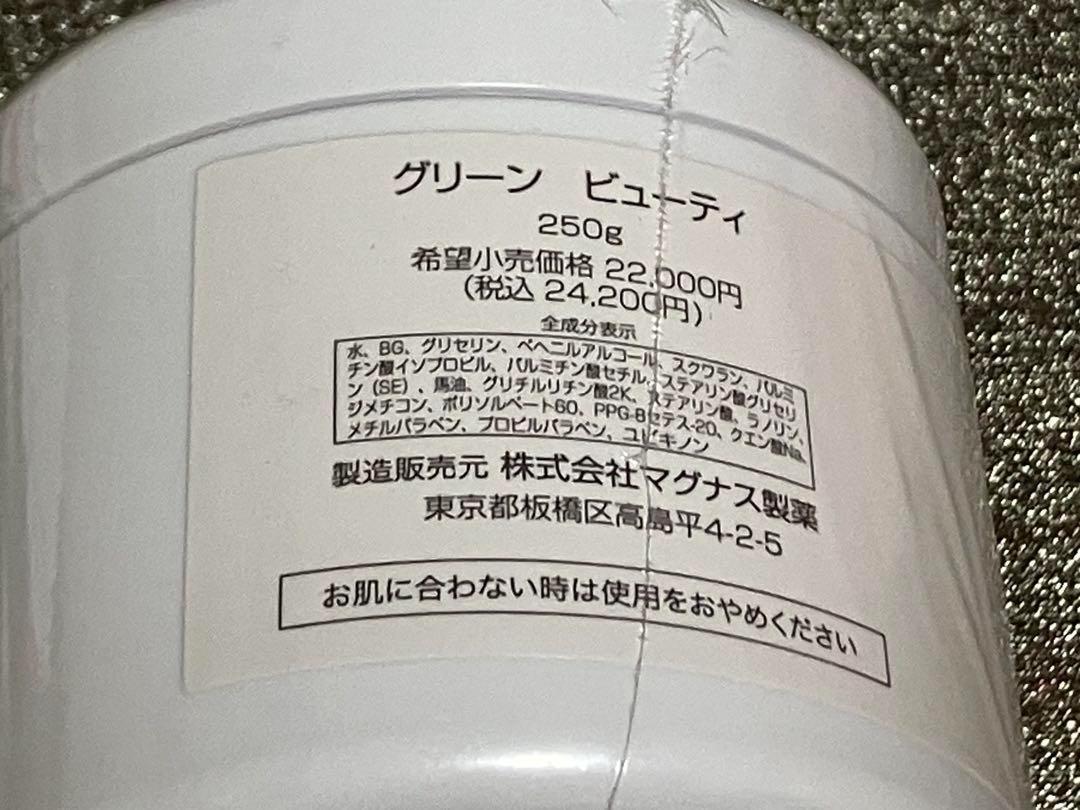 グリーン ビューティ
250g
希望小売価格 22,000円
(税込 24,200円)
全成分表示
水、BG、グリセリン、ベヘニルアルコール、スクワラン、パルミ
チン酸イソプロピル、パルミチン酸セチル、ステアリン酸グリセリ
ン(SE)、馬油、グリチルリチン酸2K、ステアリン酸、ラノリン、
ジメチコン、ポリソルベート60、PPG-8セテス-20、クエン酸Na、
メチルパラベン、プロピルパラベン、ユビキノン
製造販売元 株式会社マグナス製薬
東京都板橋区高島平4-2-5
お肌に合わない時は使用をおやめください